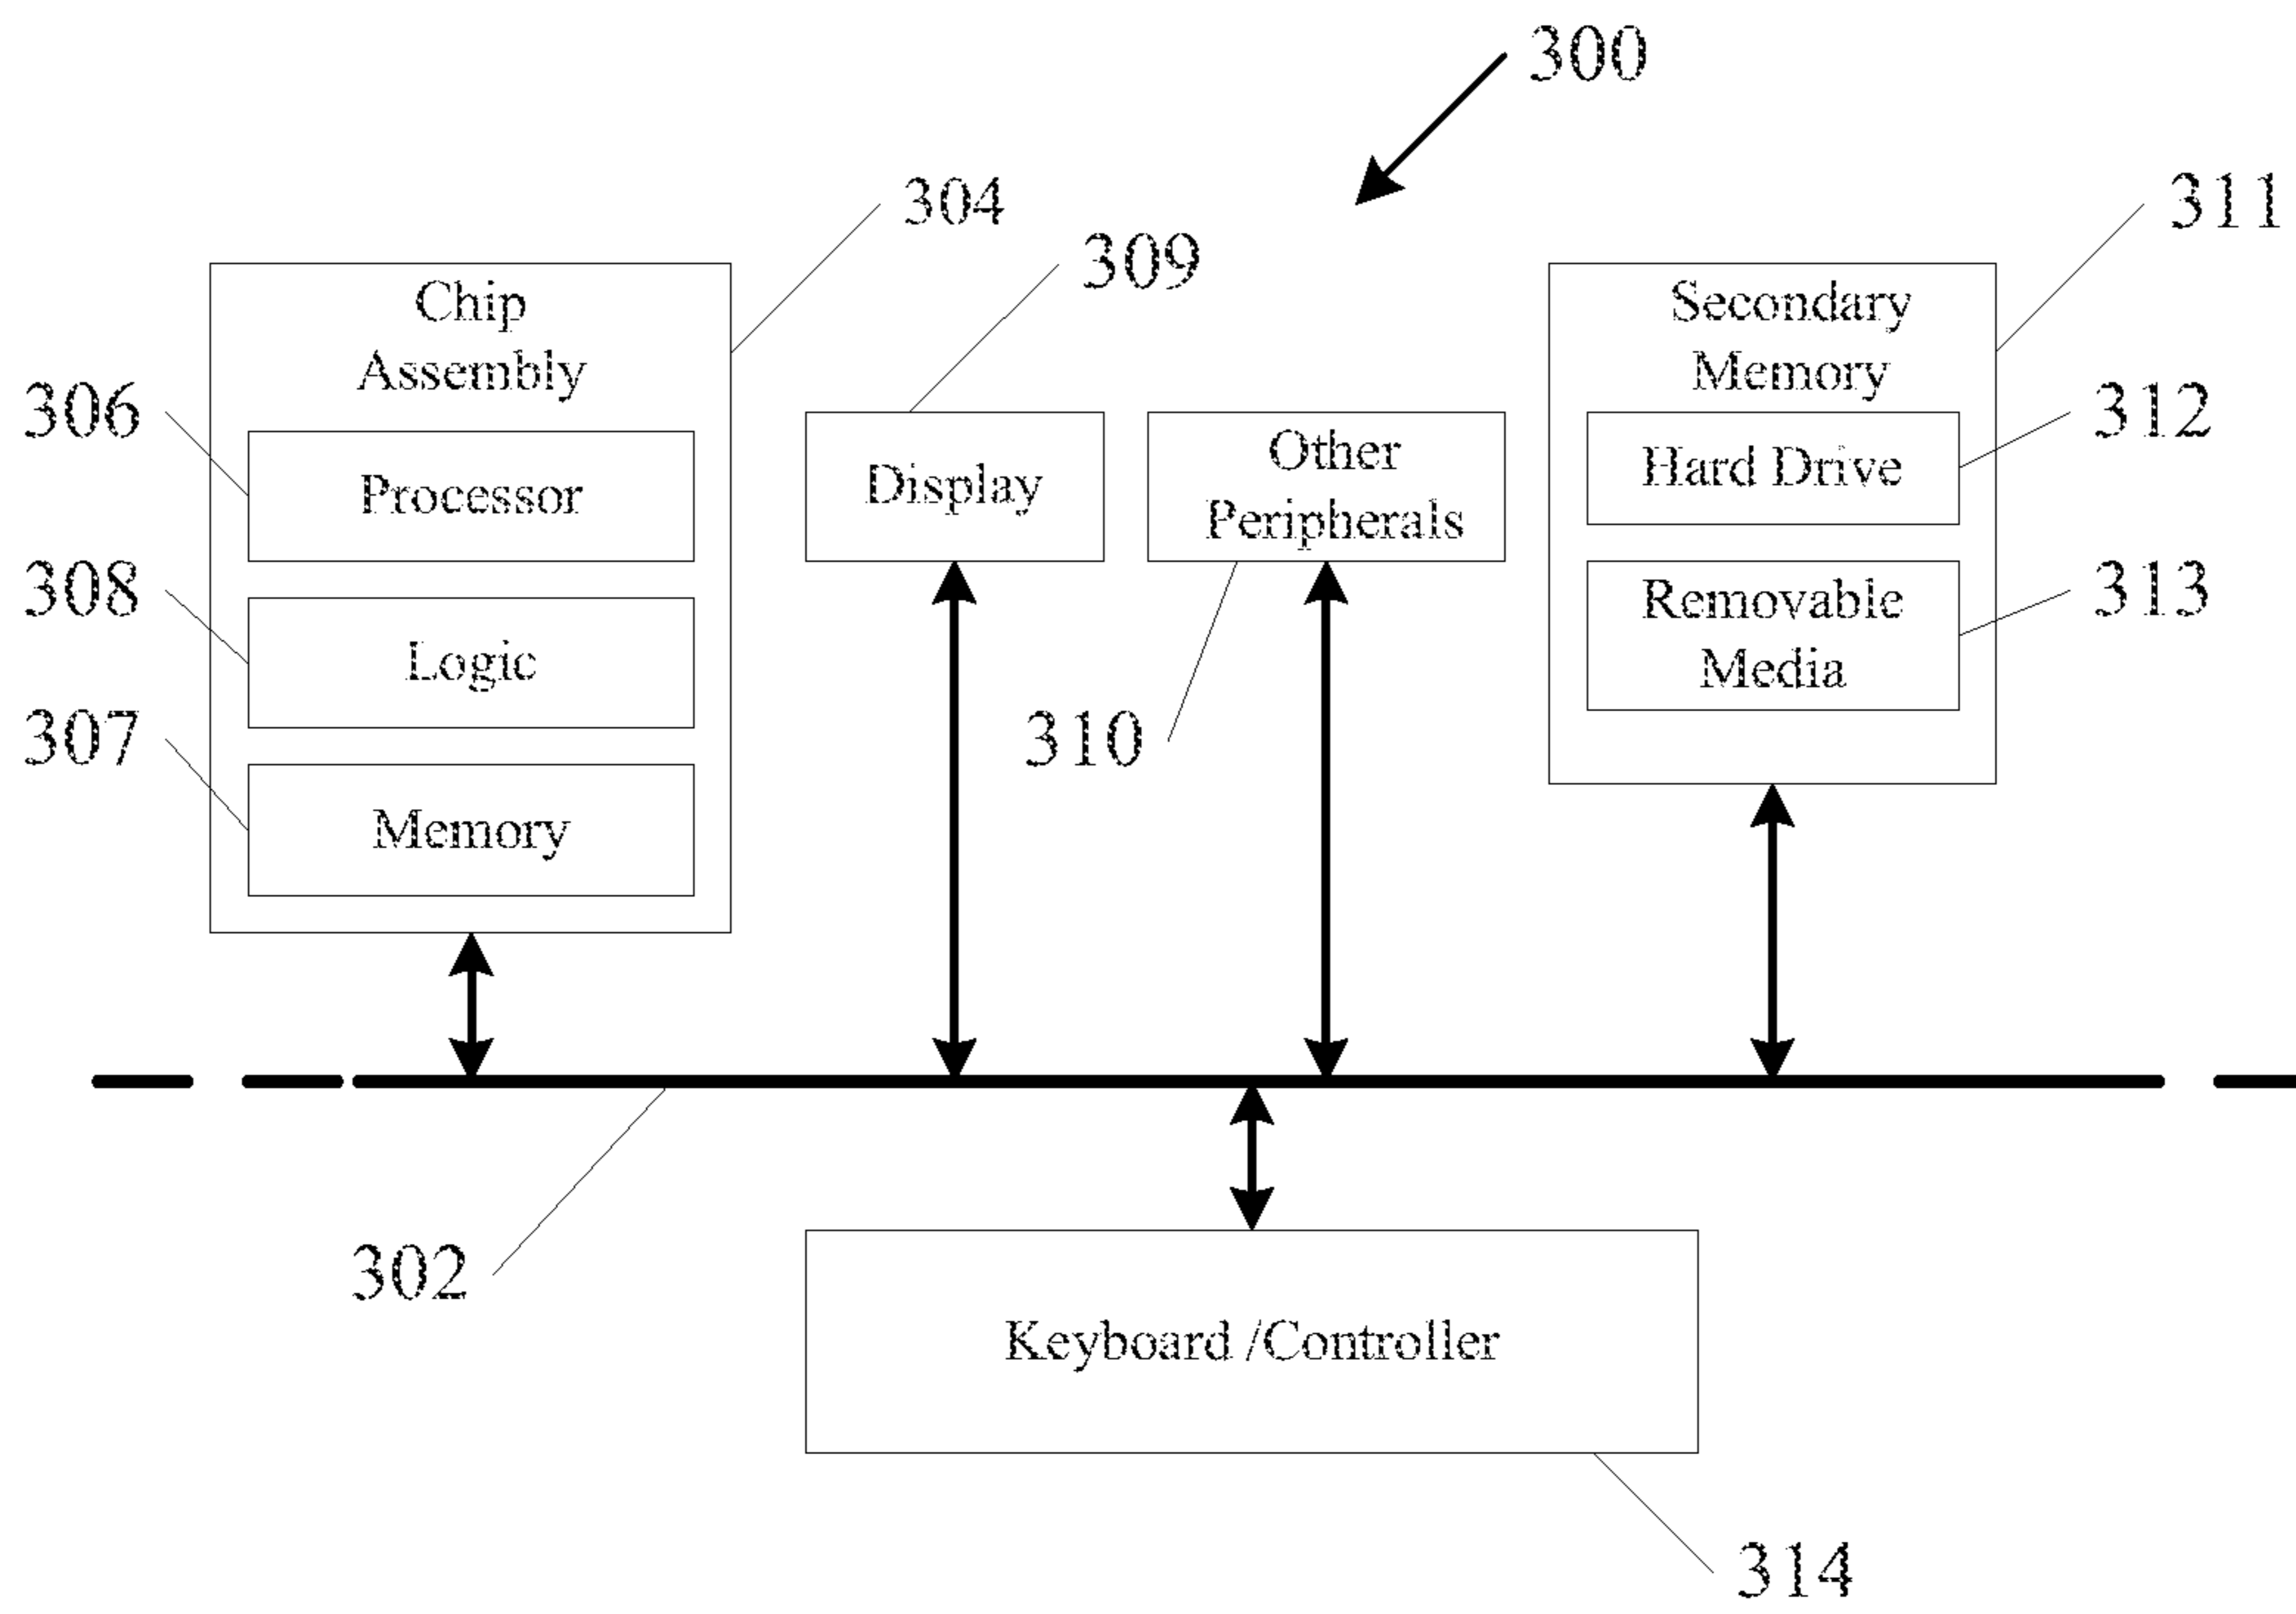 300
304
311
309
Chip
Assembly
Secondary
Memory
306
312
Other
Peripherals
Display
Hard Drive
Processor
308
313
Removable
Media
Logic
307
310
Memory
302
Keyboard /Controller
314